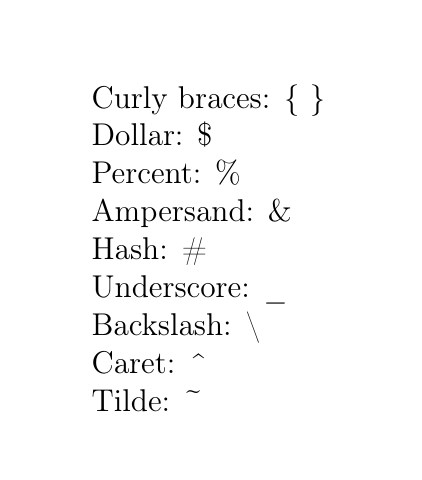 Curly braces: { }
Dollar: $
Percent: %
Ampersand: &
Hash: #
Underscore: _
Backslash: \
Caret: ^
Tilde: ~